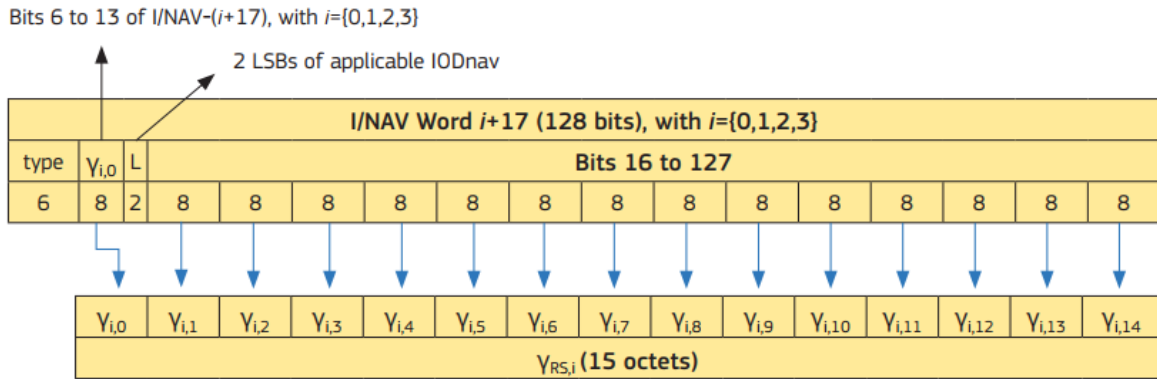 Bits 6 to 13 of I/NAV-(i+17), with i={0,1,2,3}
2 LSBs of applicable IODnav
I/NAV Word i+17 (128 bits), with i={0,1,2,3}
type γi,0 L Bits 16 to 127
6 8 2 8 8 8 8 8 8 8 8 8 8 8 8 8 8
γi,0 γi,1 γi,2 γi,3 γi,4 γi,5 γi,6 γi,7 γi,8 γi,9 γi,10 γi,11 γi,12 γi,13 γi,14
γRS,i (15 octets)